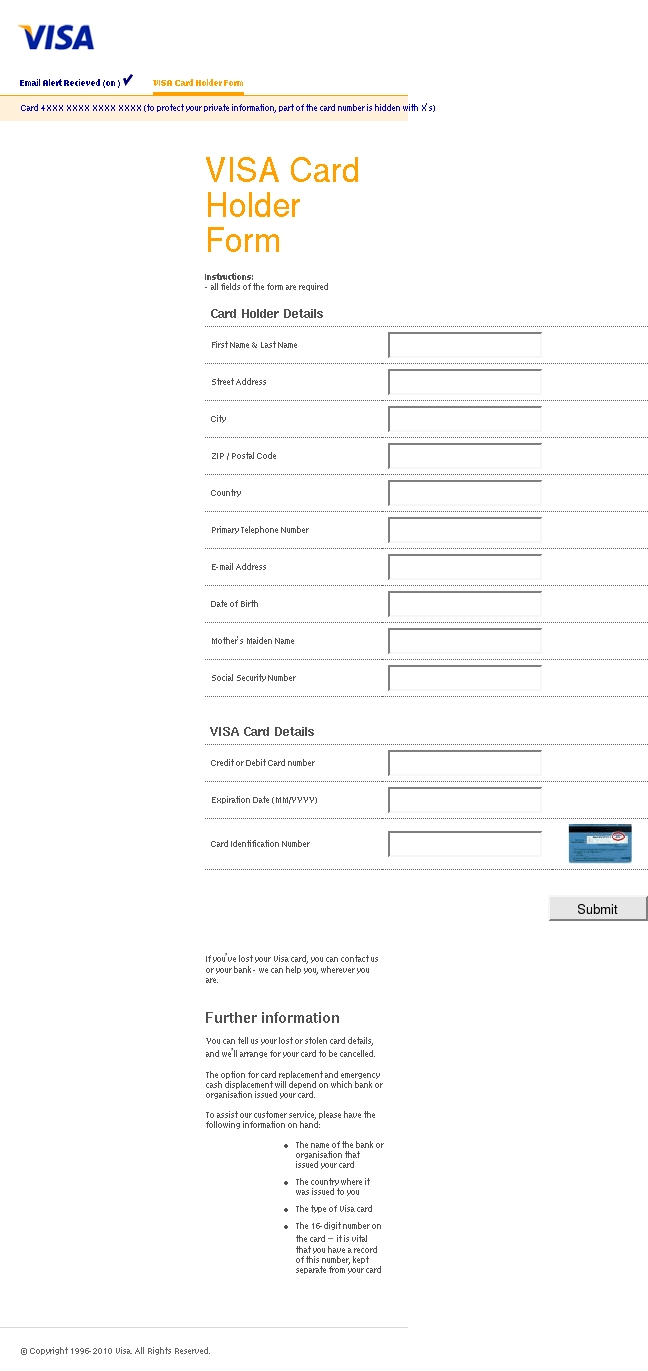 VISA
Email Alert Recieved (on ) VISA Card Holder Form
Card 4XXX XXXX XXXX XXXX (to protect your private information, part of the card number is hidden with X's)
VISA Card
Holder
Form
Instructions:
- all fields of the form are required
Card Holder Details
First Name & Last Name
Street Address
City
ZIP / Postal Code
Country
Primary Telephone Number
E-mail Address
Date of Birth
Mother's Maiden Name
Social Security Number
VISA Card Details
Credit or Debit Card number
Expiration Date (MM/YYYY)
Card Identification Number
Submit
If you've lost your Visa card, you can contact us
or your bank - we can help you, wherever you
are.
Further information
You can tell us your lost or stolen card details,
and we'll arrange for your card to be cancelled.
The option for card replacement and emergency
cash displacement will depend on which bank or
organisation issued your card.
To assist our customer service, please have the
following information on hand:
• The name of the bank or
organisation that
issued your card
• The country where it
was issued to you
• The type of Visa card
• The 16-digit number on
the card – it is vital
that you have a record
of this number, kept
separate from your card
© Copyright 1996-2010 Visa. All Rights Reserved.